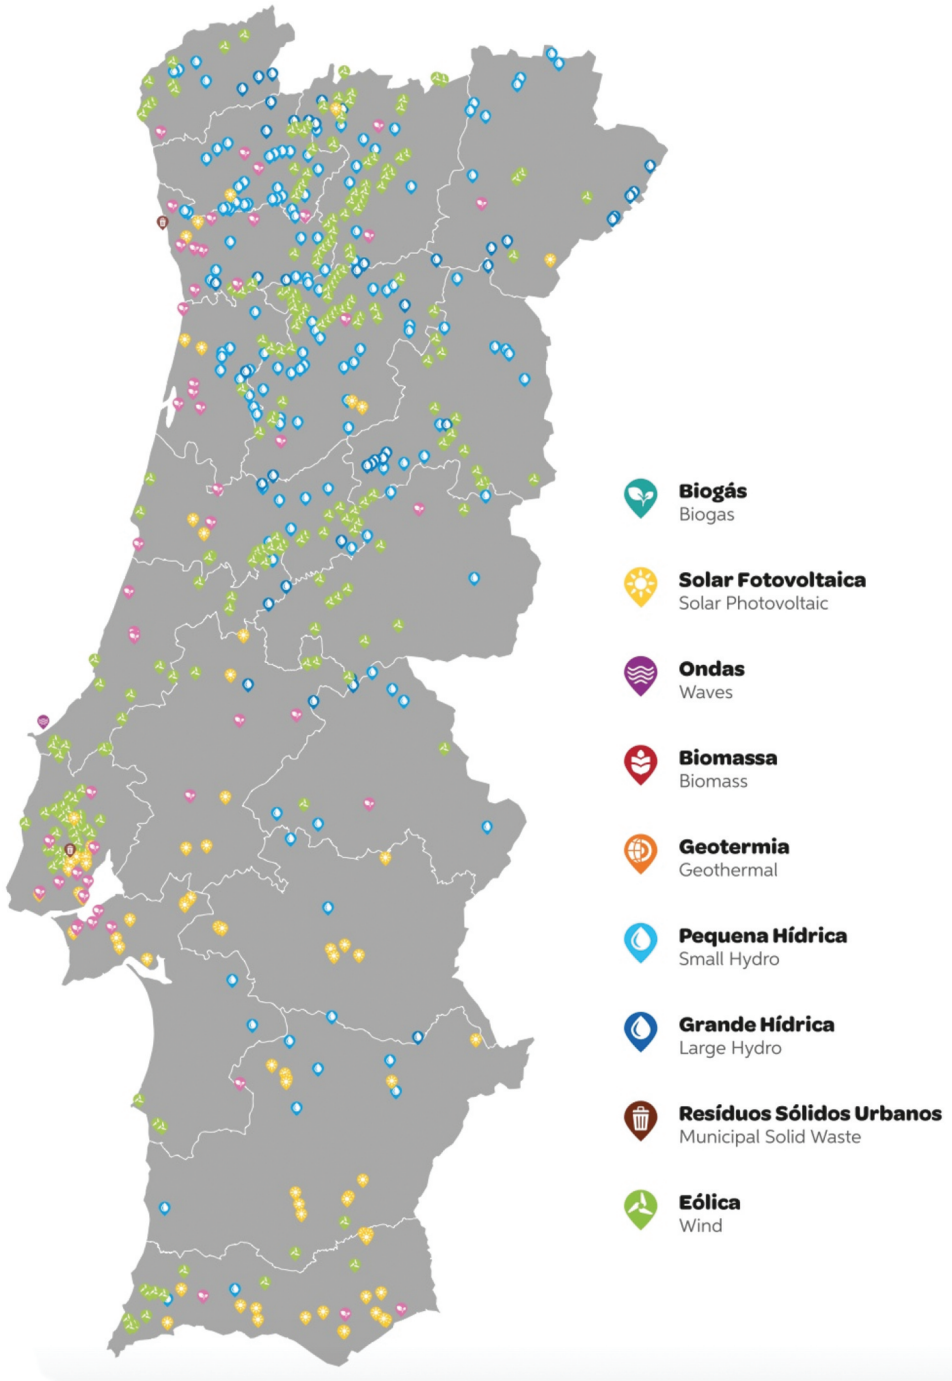 Biogás
Biogas
Solar Fotovoltaica
Solar Photovoltaic
Ondas
Waves
Biomassa
Biomass
Geotermia
Geothermal
Pequena Hídrica
Small Hydro
Grande Hídrica
Large Hydro
Resíduos Sólidos Urbanos
Municipal Solid Waste
Eólica
Wind